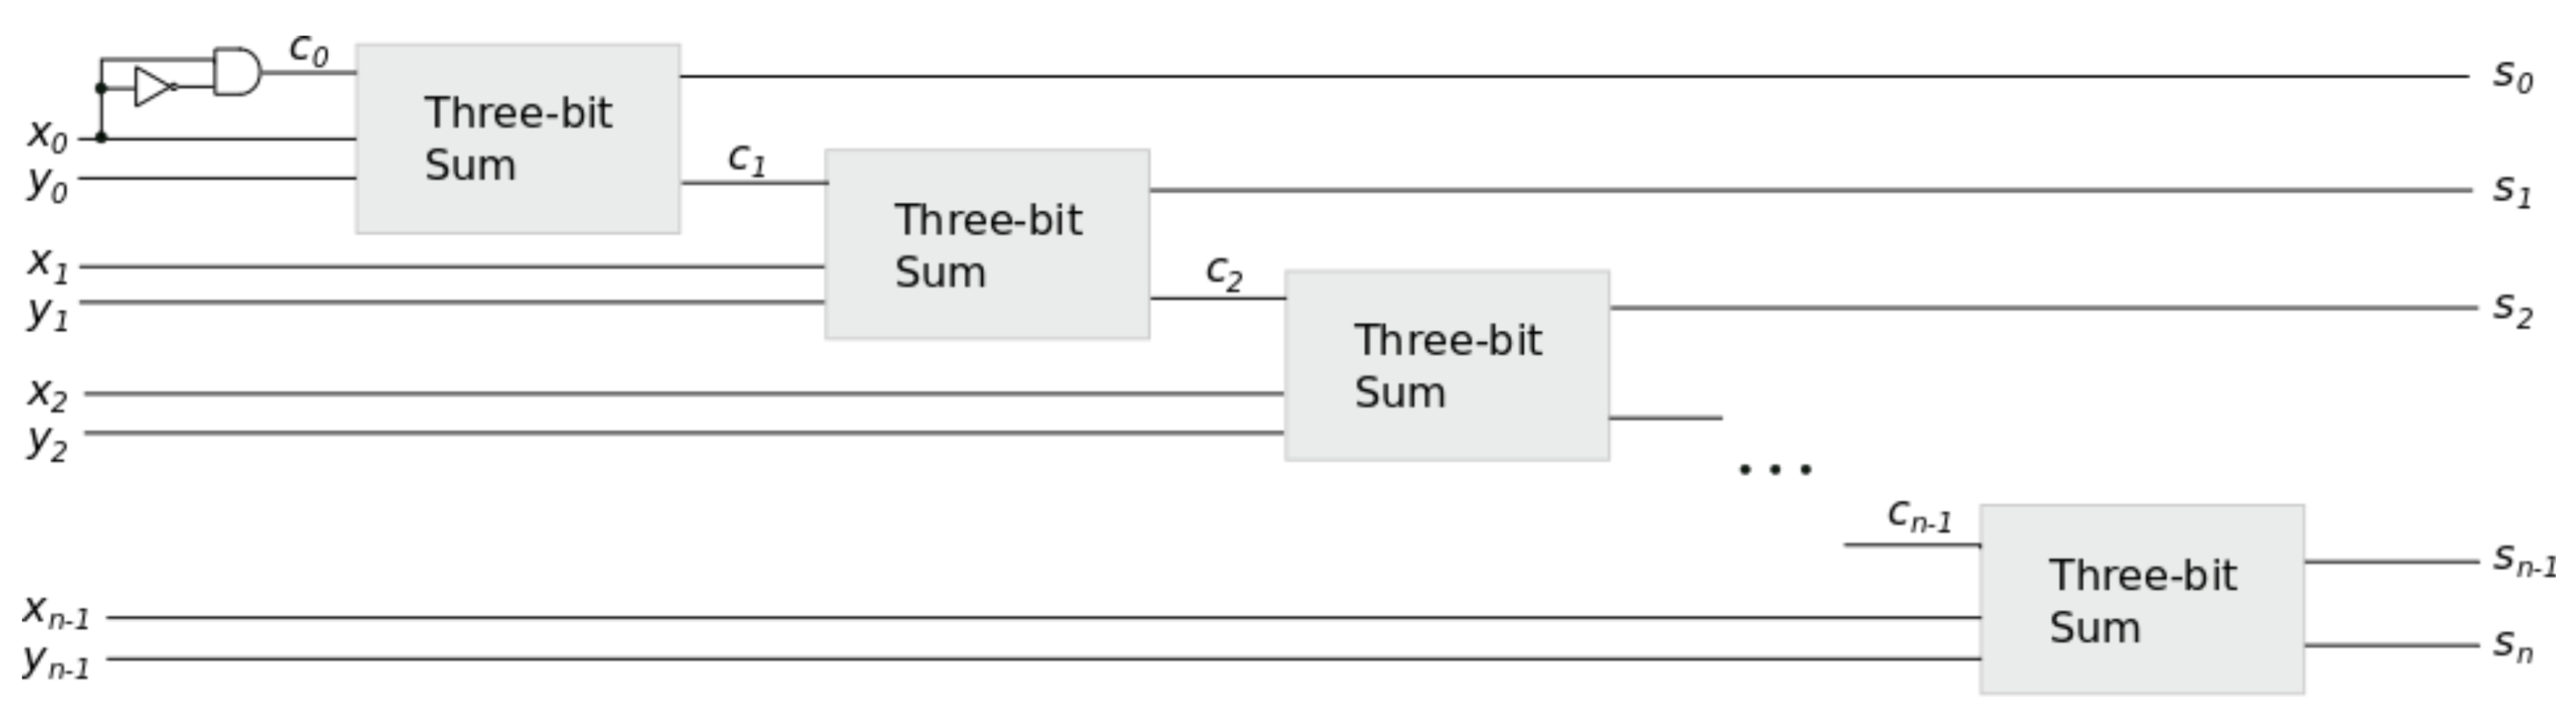 c0
Three-bit
Sum
x0
y0
s0
c1
Three-bit
Sum
x1
y1
s1
c2
Three-bit
Sum
x2
y2
s2
...
cn-1
Three-bit
Sum
xn-1
yn-1
sn-1
sn